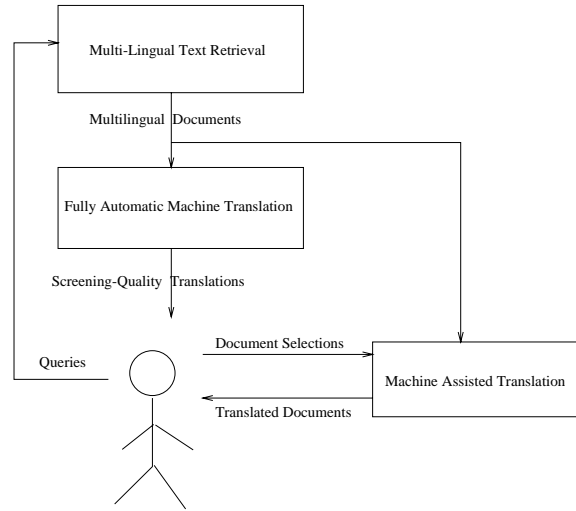 Multi-Lingual Text Retrieval
Multilingual Documents
Fully Automatic Machine Translation
Screening-Quality Translations
Document Selections
Queries
Machine Assisted Translation
Translated Documents